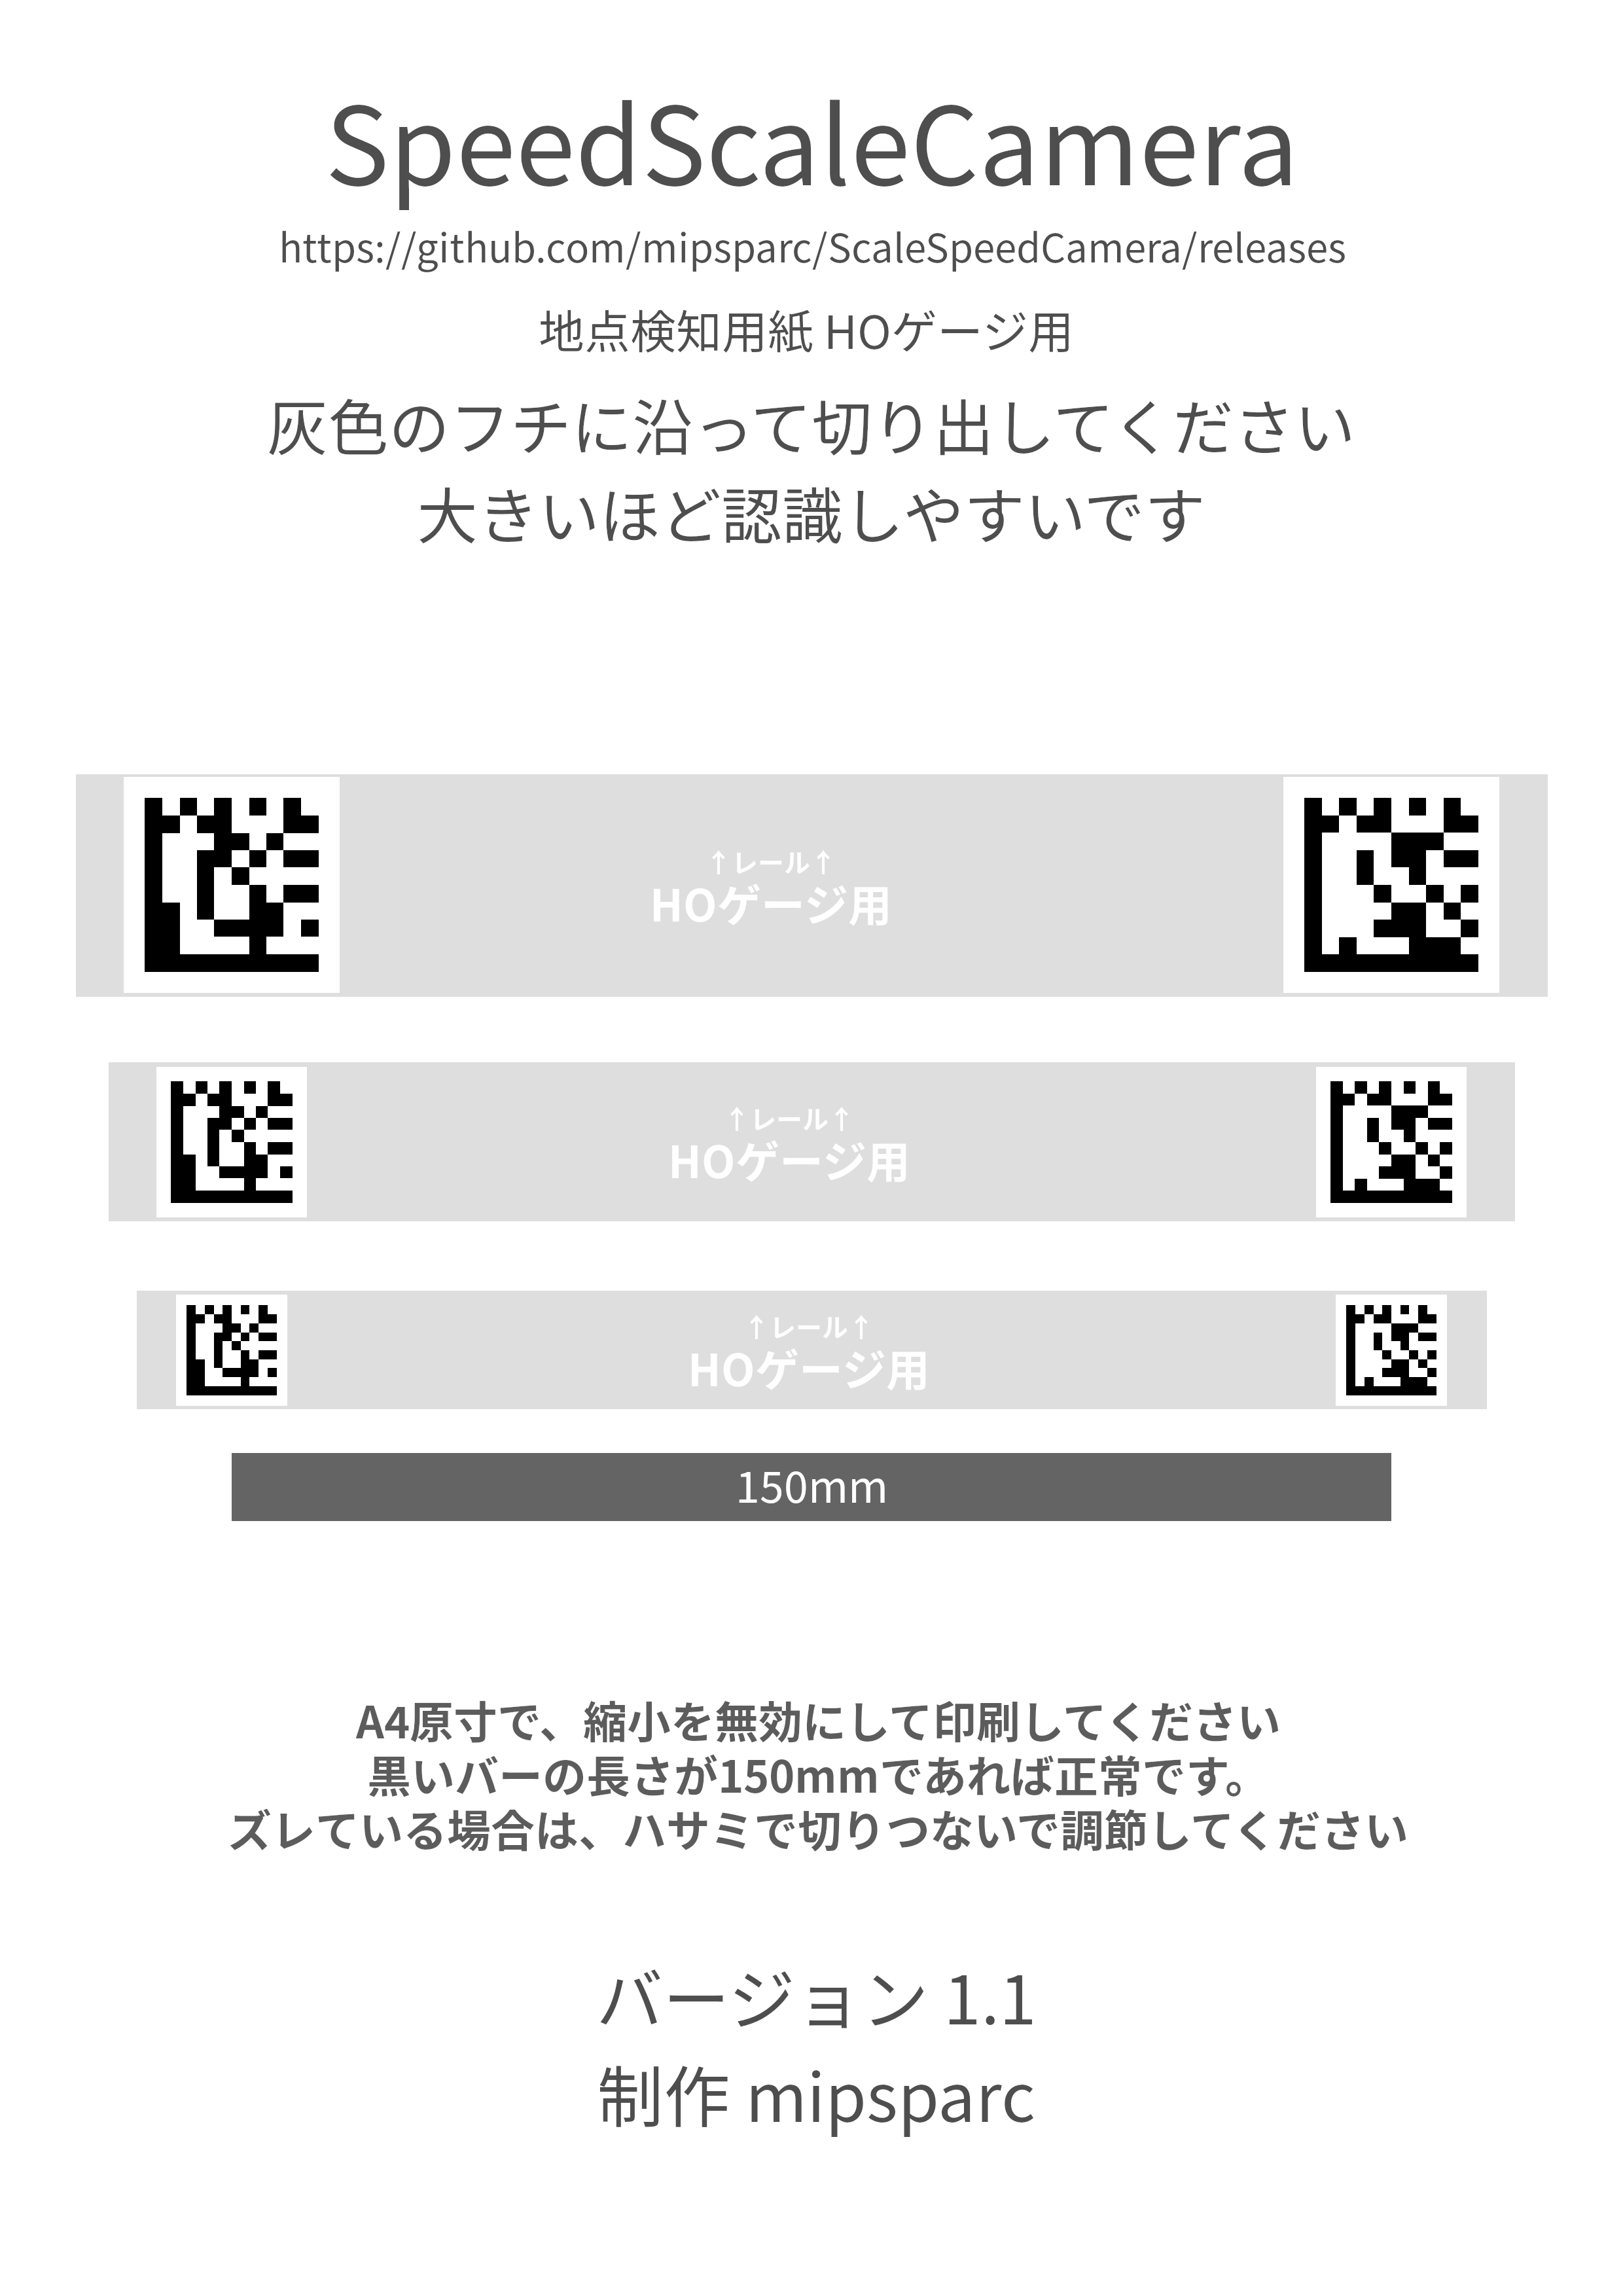 SpeedScaleCamera
https://github.com/mipsparc/ScaleSpeedCamera/releases
地点検知用紙 HOゲージ用
灰色のフチに沿って切り出してください
大きいほど認識しやすいです
↑レール↑
HOゲージ用
↑レール↑
HOゲージ用
↑レール↑
HOゲージ用
150mm
A4原寸で、縮小を無効にして印刷してください
黒いバーの長さが150mmであれば正常です。
ズレている場合は、ハサミで切りつないで調節してください
バージョン 1.1
制作 mipsparc